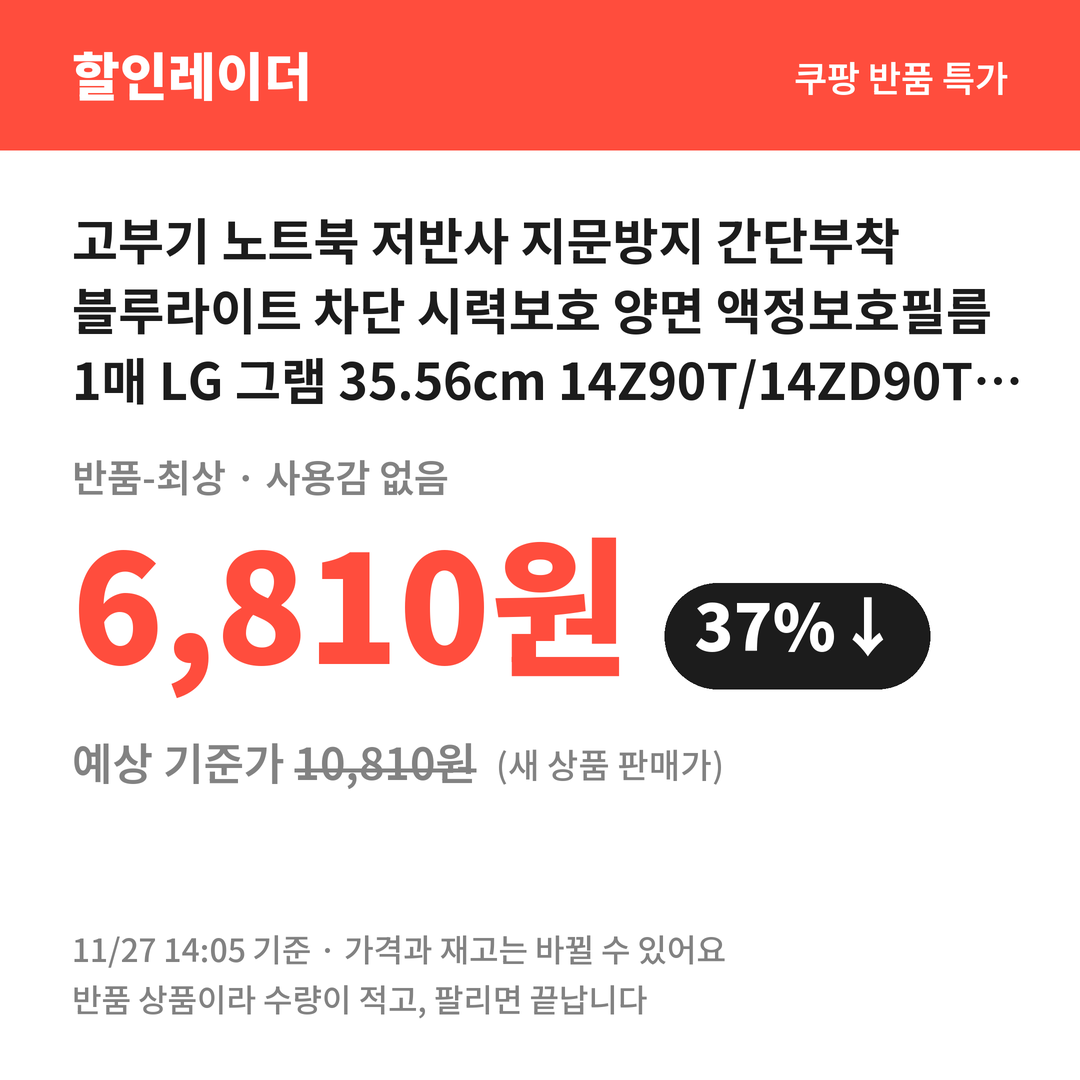 할인레이더
쿠팡 반품 특가
고부기 노트북 저반사 지문방지 간단부착
블루라이트 차단 시력보호 양면 액정보호필름
1매 LG 그램 35.56cm 14Z90T/14ZD90T…
반품-최상 · 사용감 없음
6,810원
37%↓
예상 기준가 10,810원 (새 상품 판매가)
11/27 14:05 기준 · 가격과 재고는 바뀔 수 있어요
반품 상품이라 수량이 적고, 팔리면 끝납니다